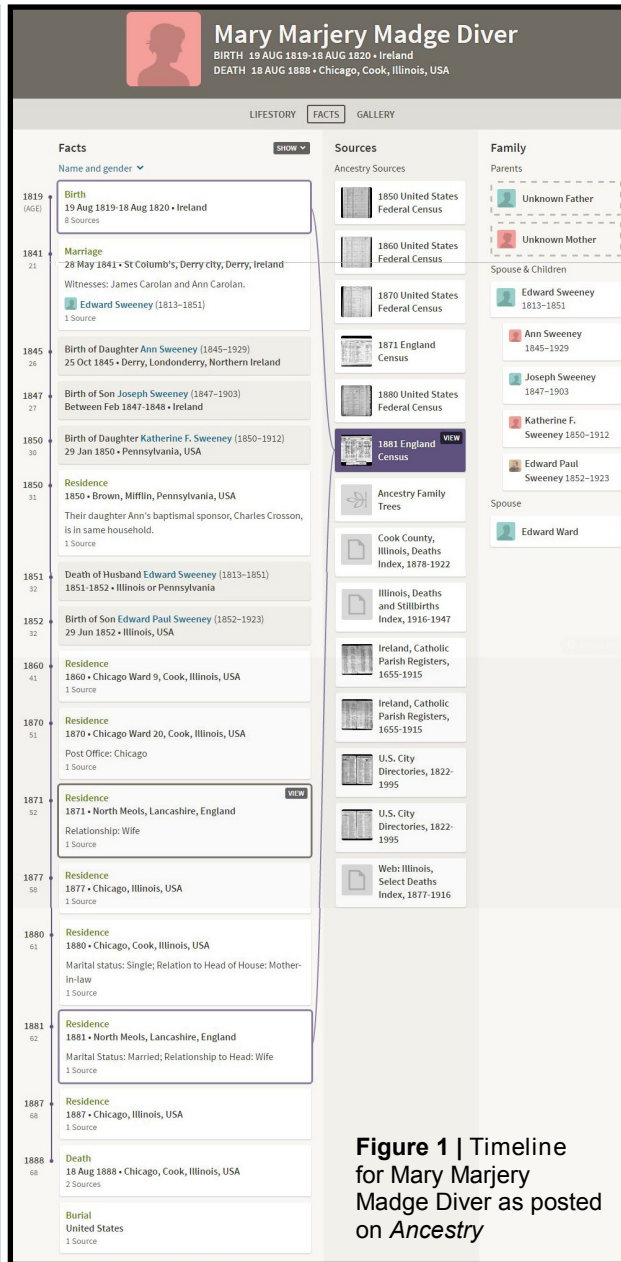 Mary Marjery Madge Diver
BIRTH 19 AUG 1819-18 AUG 1820 • Ireland
DEATH 18 AUG 1888 • Chicago, Cook, Illinois, USA
LIFESTORY FACTS GALLERY
Facts
SHOW
Name and gender
1819
(AGE)
Birth
19 Aug 1819-18 Aug 1820 • Ireland
8 Sources
1841
21
Marriage
28 May 1841 • St Columb's, Derry city, Derry, Ireland
Witnesses: James Carolan and Ann Carolan.
Edward Sweeney (1813–1851)
1 Source
1845
26
Birth of Daughter Ann Sweeney (1845–1929)
25 Oct 1845 • Derry, Londonderry, Northern Ireland
1847
27
Birth of Son Joseph Sweeney (1847–1903)
Between Feb 1847-1848 • Ireland
1850
30
Birth of Daughter Katherine F. Sweeney (1850–1912)
29 Jan 1850 • Pennsylvania, USA
1850
31
Residence
1850 • Brown, Mifflin, Pennsylvania, USA
Their daughter Ann's baptismal sponsor, Charles Crosson,
is in same household.
1 Source
1851
32
Death of Husband Edward Sweeney (1813–1851)
1851-1852 • Illinois or Pennsylvania
1852
32
Birth of Son Edward Paul Sweeney (1852–1923)
29 Jun 1852 • Illinois, USA
1860
41
Residence
1860 • Chicago Ward 9, Cook, Illinois, USA
1 Source
1870
51
Residence
1870 • Chicago Ward 20, Cook, Illinois, USA
Post Office: Chicago
1 Source
1871
52
Residence
VIEW
1871 • North Meols, Lancashire, England
Relationship: Wife
1 Source
1877
58
Residence
1877 • Chicago, Illinois, USA
1 Source
1880
61
Residence
1880 • Chicago, Cook, Illinois, USA
Marital status: Single; Relation to Head of House: Mother-
in-law
1 Source
1881
62
Residence
1881 • North Meols, Lancashire, England
Marital Status: Married; Relationship to Head: Wife
1 Source
1887
68
Residence
1887 • Chicago, Illinois, USA
1 Source
1888
68
Death
18 Aug 1888 • Chicago, Cook, Illinois, USA
2 Sources
Burial
United States
1 Source
Sources
Ancestry Sources
1850 United States
Federal Census
1860 United States
Federal Census
1870 United States
Federal Census
1871 England
Census
1880 United States
Federal Census
1881 England
Census
VIEW
Ancestry Family
Trees
Cook County,
Illinois, Deaths
Index, 1878-1922
Illinois, Deaths
and Stillbirths
Index, 1916-1947
Ireland, Catholic
Parish Registers,
1655-1915
Ireland, Catholic
Parish Registers,
1655-1915
U.S. City
Directories, 1822-
1995
U.S. City
Directories, 1822-
1995
Web: Illinois,
Select Deaths
Index, 1877-1916
Family
Parents
Unknown Father
Unknown Mother
Spouse & Children
Edward Sweeney
1813–1851
Ann Sweeney
1845–1929
Joseph Sweeney
1847–1903
Katherine F.
Sweeney 1850–1912
Edward Paul
Sweeney 1852–1923
Spouse
Edward Ward
Figure 1 | Timeline
for Mary Marjery
Madge Diver as posted
on Ancestry